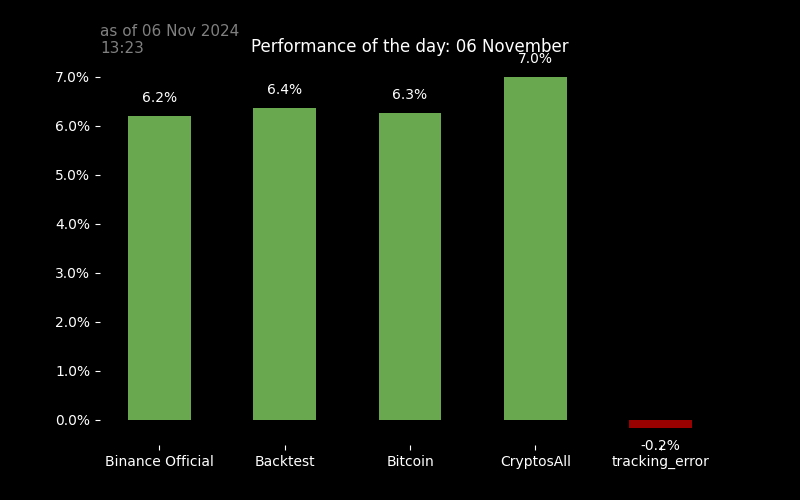 as of 06 Nov 2024
13:23
Performance of the day: 06 November
7.0%
6.0%
5.0%
4.0%
3.0%
2.0%
1.0%
0.0%
6.2%
6.4%
6.3%
7.0%
-0.2%
Binance Official
Backtest
Bitcoin
CryptosAll
tracking_error